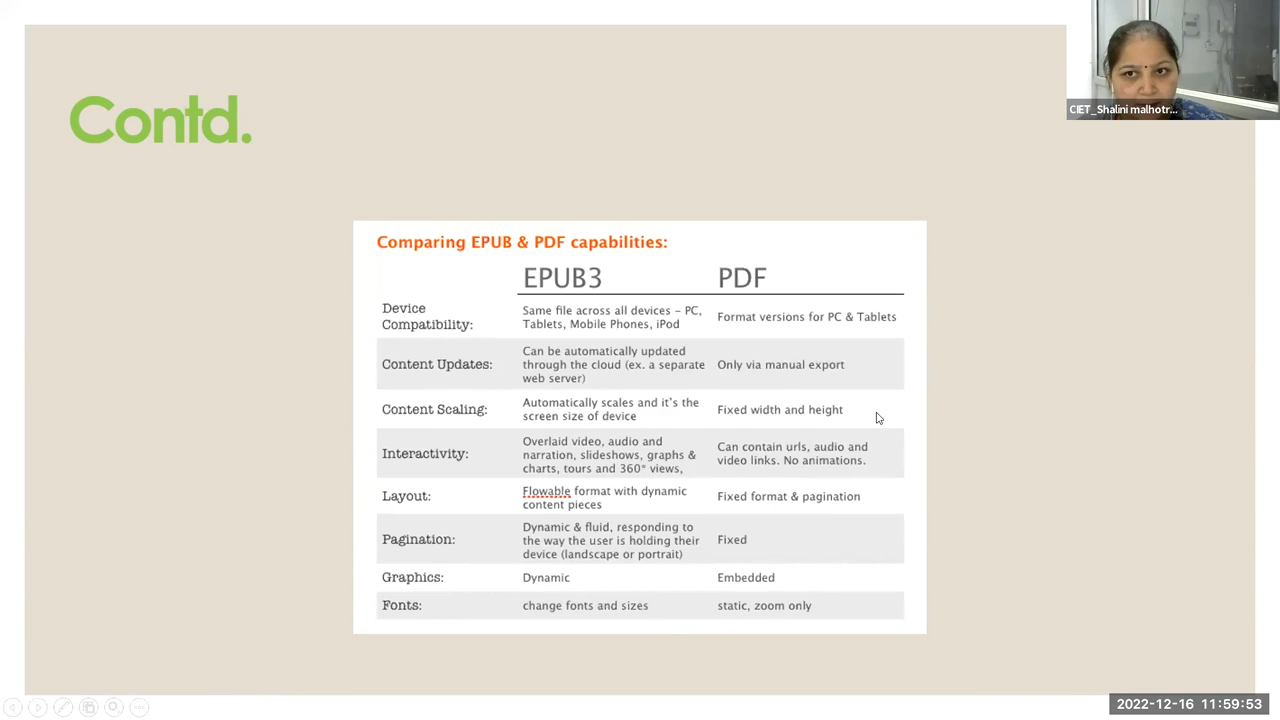 Contd.
CIET_Shalini malhotr...
Comparing EPUB & PDF capabilities:
EPUB3 PDF
Device
Compatibility:
Same file across all devices – PC,
Tablets, Mobile Phones, iPod
Format versions for PC & Tablets
Content Updates:
Can be automatically updated
through the cloud (ex. a separate
web server)
Only via manual export
Content Scaling:
Automatically scales and it's the
screen size of device
Fixed width and height
Interactivity:
Overlaid video, audio and
narration, slideshows, graphs &
charts, tours and 360° views,
Can contain urls, audio and
video links. No animations.
Layout:
Flowable format with dynamic
content pieces
Fixed format & pagination
Pagination:
Dynamic & fluid, responding to
the way the user is holding their
device (landscape or portrait)
Fixed
Graphics:
Dynamic
Embedded
Fonts:
change fonts and sizes
static, zoom only
2022-12-16 11:59:53